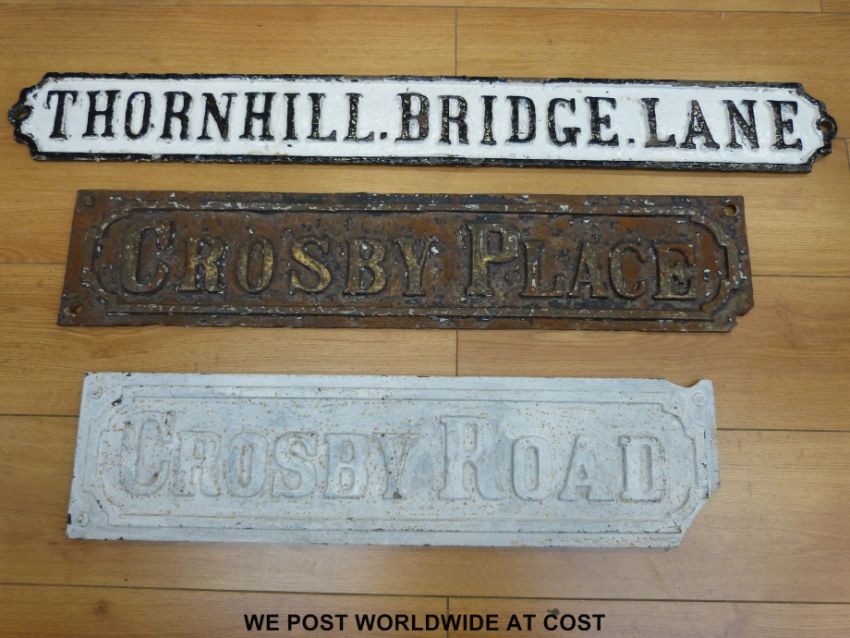 THORNHILL.BRIDGE.LANE
CROSBY PLACE
CROSBY ROAD
WE POST WORLDWIDE AT COST